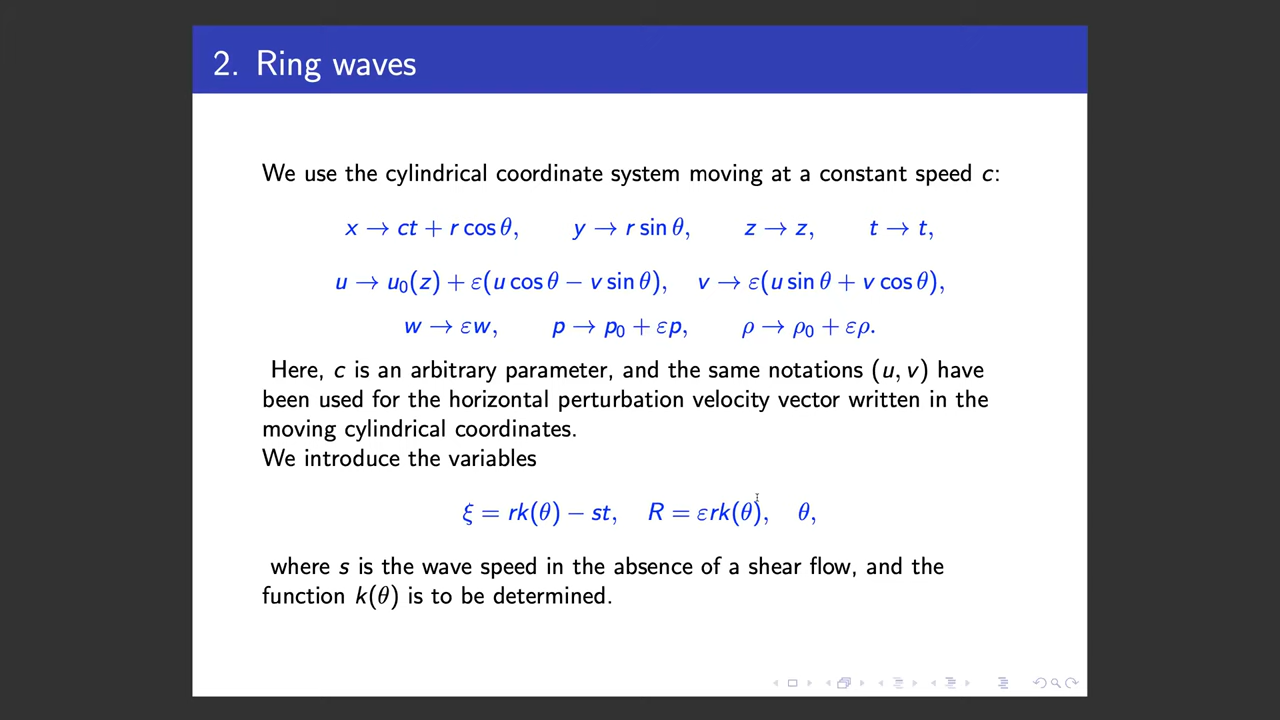 2. Ring waves
We use the cylindrical coordinate system moving at a constant speed c:
x → ct + r cos θ, y → r sin θ, z → z, t → t,
u → u₀(z) + ε(u cos θ − v sin θ), v → ε(u sin θ + v cos θ),
w → εw, p → p₀ + εp, ρ → ρ₀ + ερ.
Here, c is an arbitrary parameter, and the same notations (u, v) have
been used for the horizontal perturbation velocity vector written in the
moving cylindrical coordinates.
We introduce the variables
ξ = rk(θ) − st, R = εrk(θ), θ,
where s is the wave speed in the absence of a shear flow, and the
function k(θ) is to be determined.